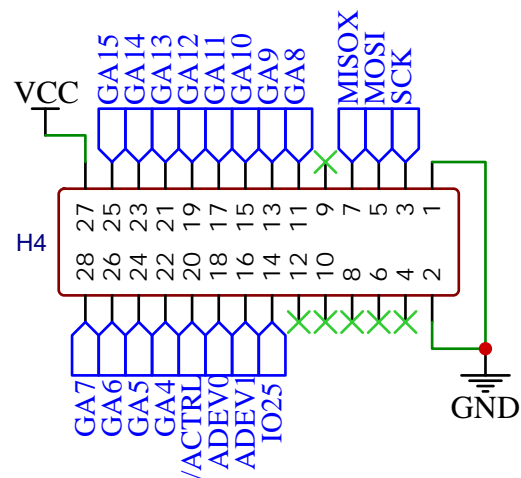 VCC
GA15
GA14
GA13
GA12
GA11
GA10
GA9
GA8
MISOX
MOSI
SCK
H4
27 25 23 21 19 17 15 13 11 9 7 5 3 1
28 26 24 22 20 18 16 14 12 10 8 6 4 2
GA7
GA6
GA5
GA4
/ACTRL
ADEV0
ADEV1
IO25
GND